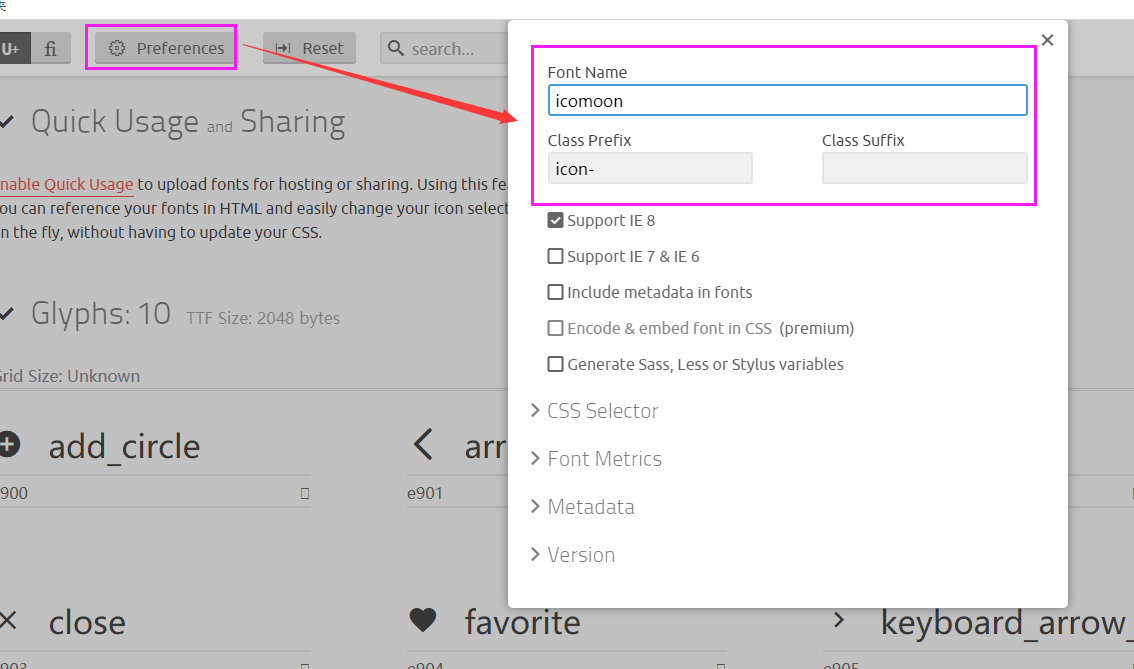 U+
fi
Preferences
Reset
search...
Quick Usage and Sharing
nable Quick Usage to upload fonts for hosting or sharing. Using this fe
ou can reference your fonts in HTML and easily change your icon select
n the fly, without having to update your CSS.
Glyphs: 10 TTF Size: 2048 bytes
Grid Size: Unknown
add_circle
arr
900
e901
close
favorite
keyboard_arrow_
903
e904
e905
Font Name
icomoon
Class Prefix
Class Suffix
icon-
Support IE 8
Support IE 7 & IE 6
Include metadata in fonts
Encode & embed font in CSS (premium)
Generate Sass, Less or Stylus variables
CSS Selector
Font Metrics
Metadata
Version